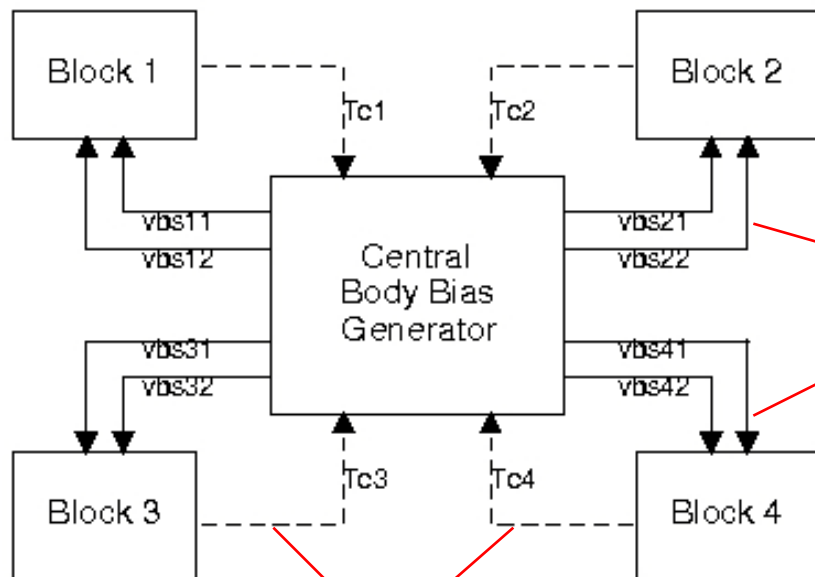 Block 1
Block 2
Tc1
Tc2
vbs11
vbs21
vbs12
vbs22
Central
Body Bias
Generator
vbs31
vbs41
vbs32
vbs42
Tc3
Tc4
Block 3
Block 4